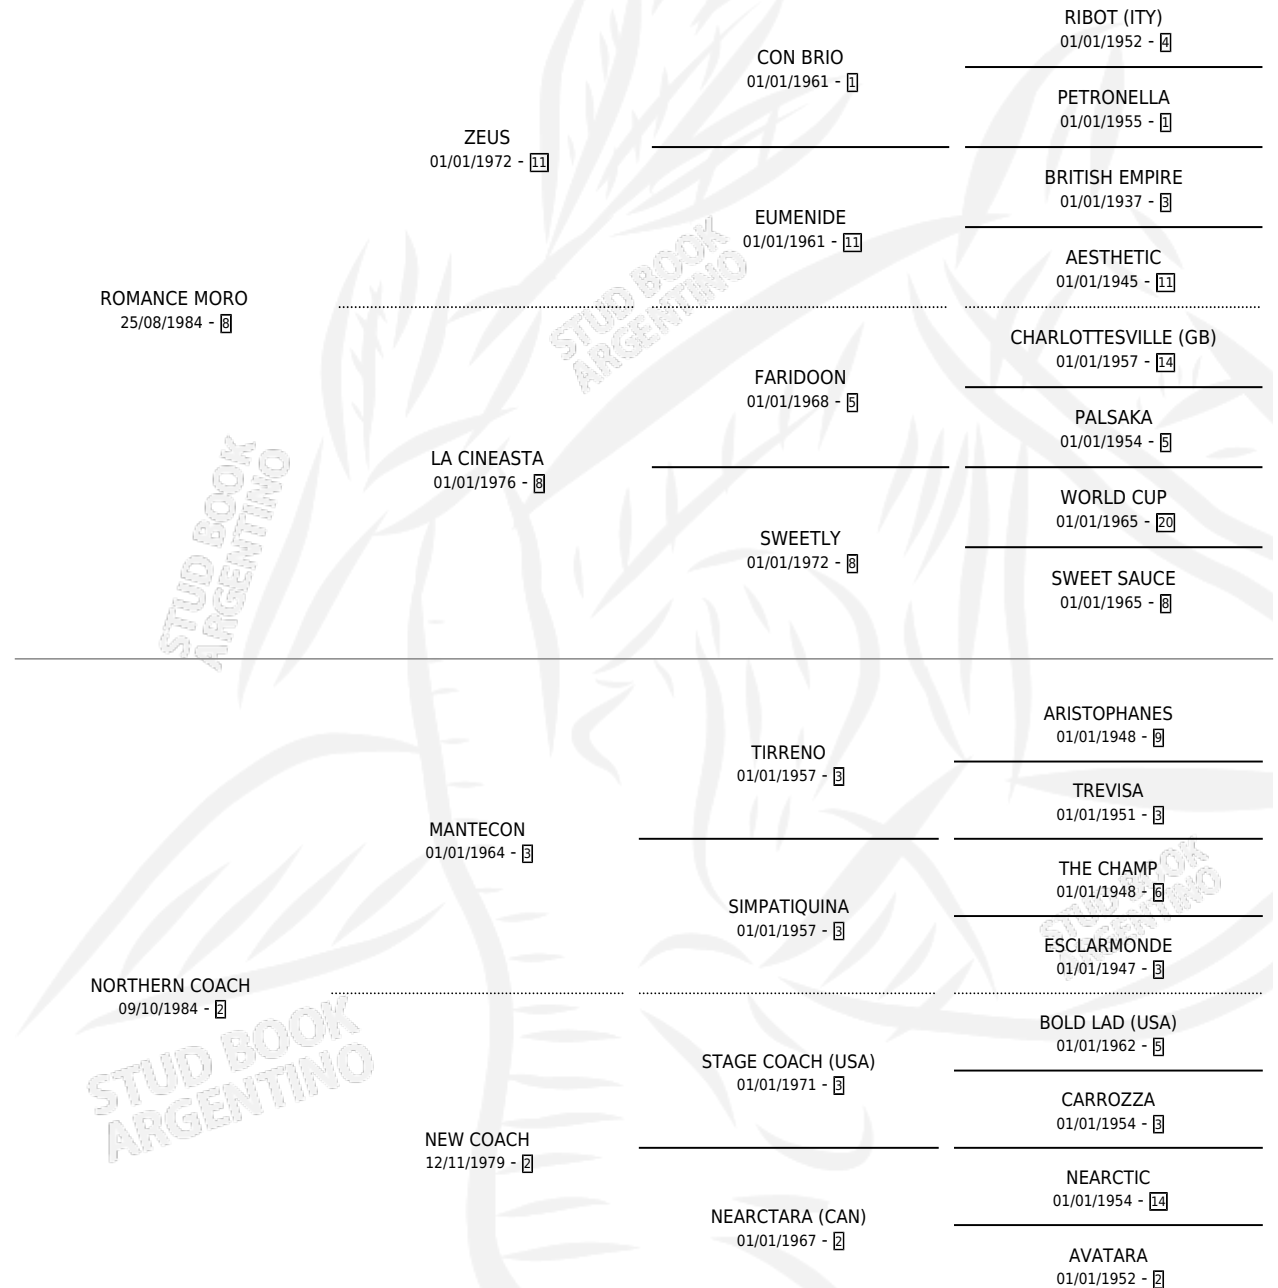 RIBOT (ITY)
01/01/1952 - 4
CON BRIO
01/01/1961 - 1
PETRONELLA
01/01/1955 - 1
ZEUS
01/01/1972 - 11
BRITISH EMPIRE
01/01/1937 - 3
EUMENIDE
01/01/1961 - 11
AESTHETIC
01/01/1945 - 11
ROMANCE MORO
25/08/1984 - 8
STUD BOOK
ARGENTINO
CHARLOTTESVILLE (GB)
01/01/1957 - 14
FARIDOON
01/01/1968 - 5
PALSAKA
01/01/1954 - 5
LA CINEASTA
01/01/1976 - 8
WORLD CUP
01/01/1965 - 20
SWEETLY
01/01/1972 - 8
SWEET SAUCE
01/01/1965 - 8
STUD BOOK
ARGENTINO
ARISTOPHANES
01/01/1948 - 9
TIRRENO
01/01/1957 - 3
TREVISA
01/01/1951 - 3
MANTECON
01/01/1964 - 3
THE CHAMP
01/01/1948 - 6
SIMPATIQUINA
01/01/1957 - 3
ESCLARMONDE
01/01/1947 - 3
STUD BOOK
ARGENTINO
NORTHERN COACH
09/10/1984 - 2
BOLD LAD (USA)
01/01/1962 - 5
STAGE COACH (USA)
01/01/1971 - 3
CARROZZA
01/01/1954 - 3
STUD BOOK
ARGENTINO
NEW COACH
12/11/1979 - 2
NEARCTIC
01/01/1954 - 14
NEARCTARA (CAN)
01/01/1967 - 2
AVATARA
01/01/1952 - 2